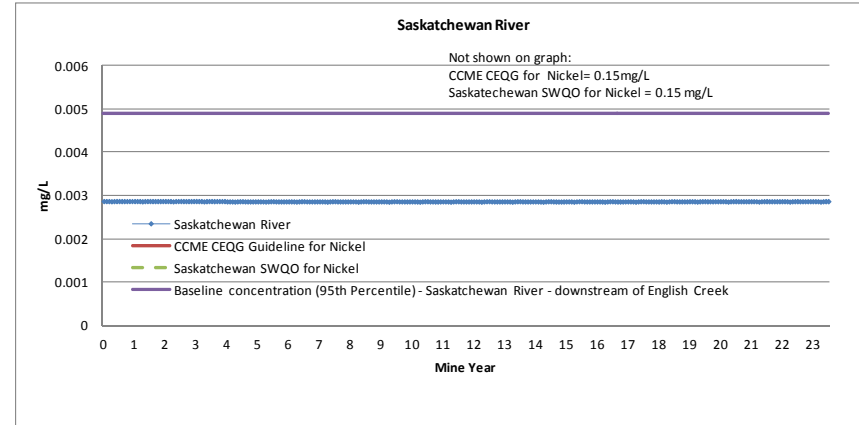 Saskatchewan River
Not shown on graph:
CCME CEQG for Nickel= 0.15mg/L
Saskatechewan SWQO for Nickel = 0.15 mg/L
0.006
0.005
0.004
0.003
0.002
0.001
0
mg/L
Saskatchewan River
CCME CEQG Guideline for Nickel
Saskatchewan SWQO for Nickel
Baseline concentration (95th Percentile) - Saskatchewan River - downstream of English Creek
0 1 2 3 4 5 6 7 8 9 10 11 12 13 14 15 16 17 18 19 20 21 22 23
Mine Year